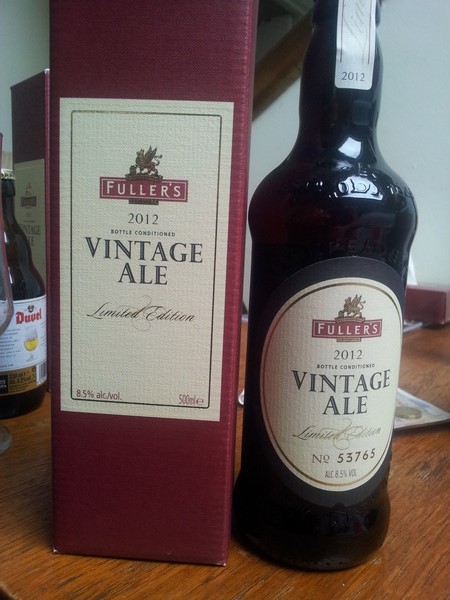 FULLER'S
2012
BOTTLE CONDITIONED
VINTAGE
ALE
Limited Edition
8.5% alc/vol.
500ml e
2012
FULLER'S
2012
BOTTLE CONDITIONED
VINTAGE
ALE
Limited Edition
No 53765
ALC 8.5% VOL
Duvel